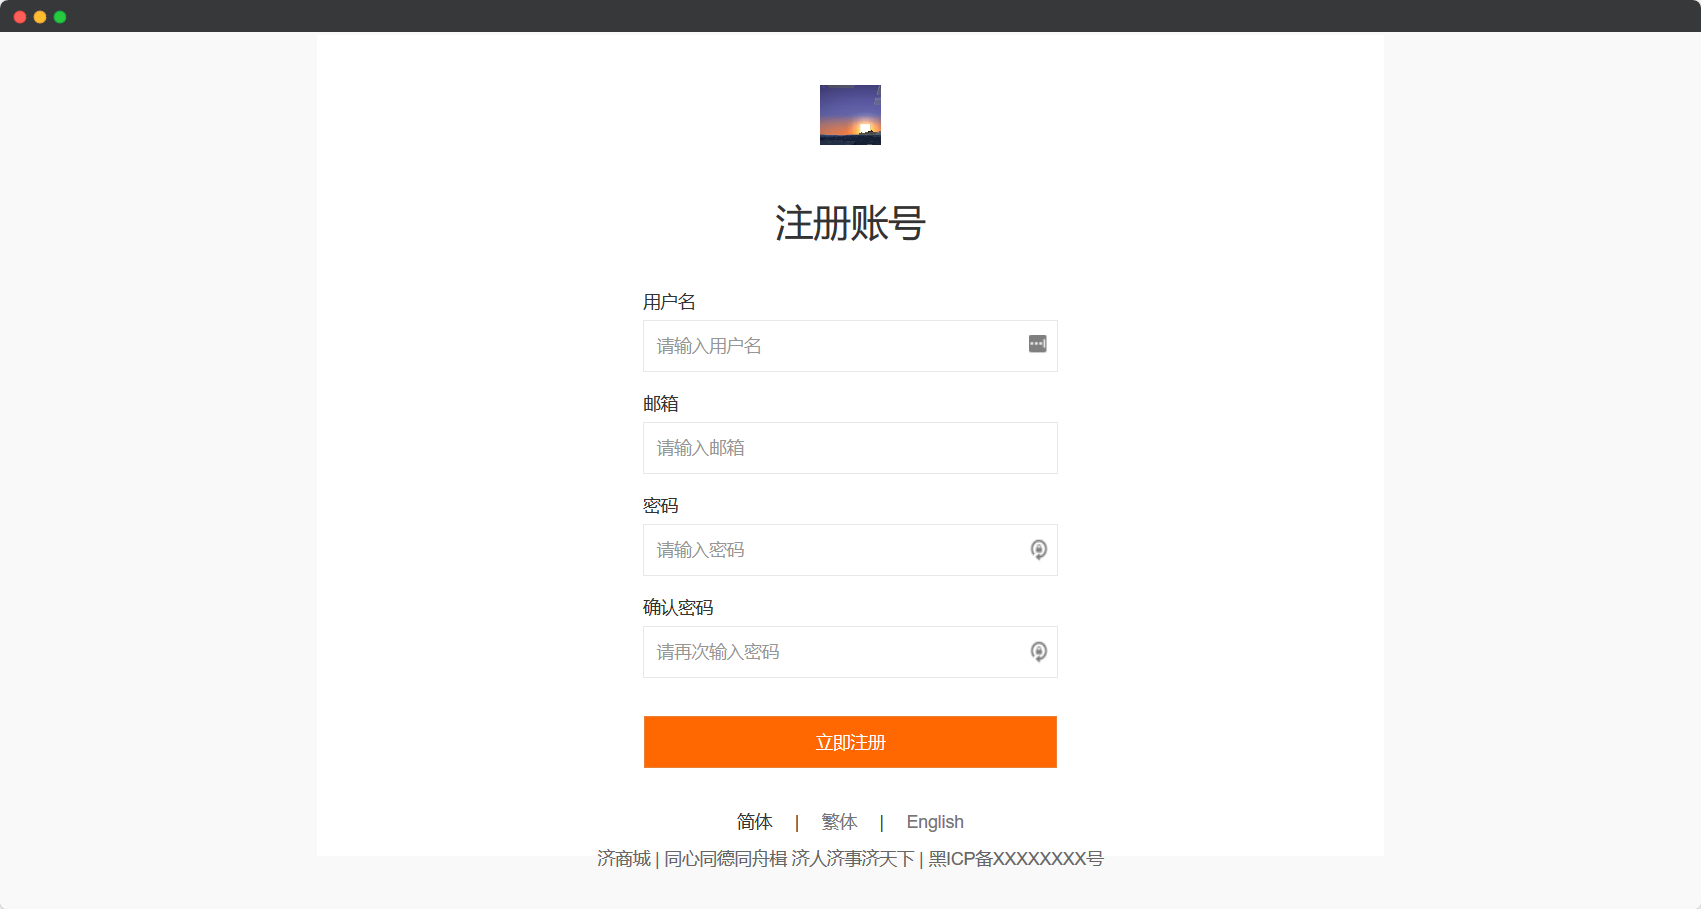 注册账号
用户名
请输入用户名
邮箱
请输入邮箱
密码
请输入密码
确认密码
请再次输入密码
立即注册
简体 | 繁体 | English
济商城 | 同心同德同舟楫 济人济事济天下 | 黑ICP备XXXXXXXX号